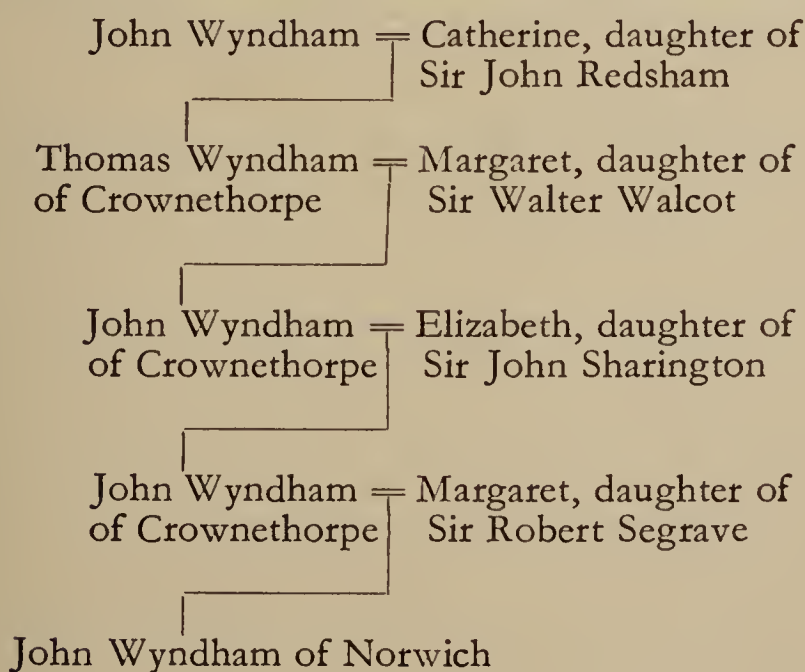 John Wyndham = Catherine, daughter of
Sir John Redsham
Thomas Wyndham = Margaret, daughter of
of Crownethorpe Sir Walter Walcot
John Wyndham = Elizabeth, daughter of
of Crownethorpe Sir John Sharington
John Wyndham = Margaret, daughter of
of Crownethorpe Sir Robert Segrave
John Wyndham of Norwich